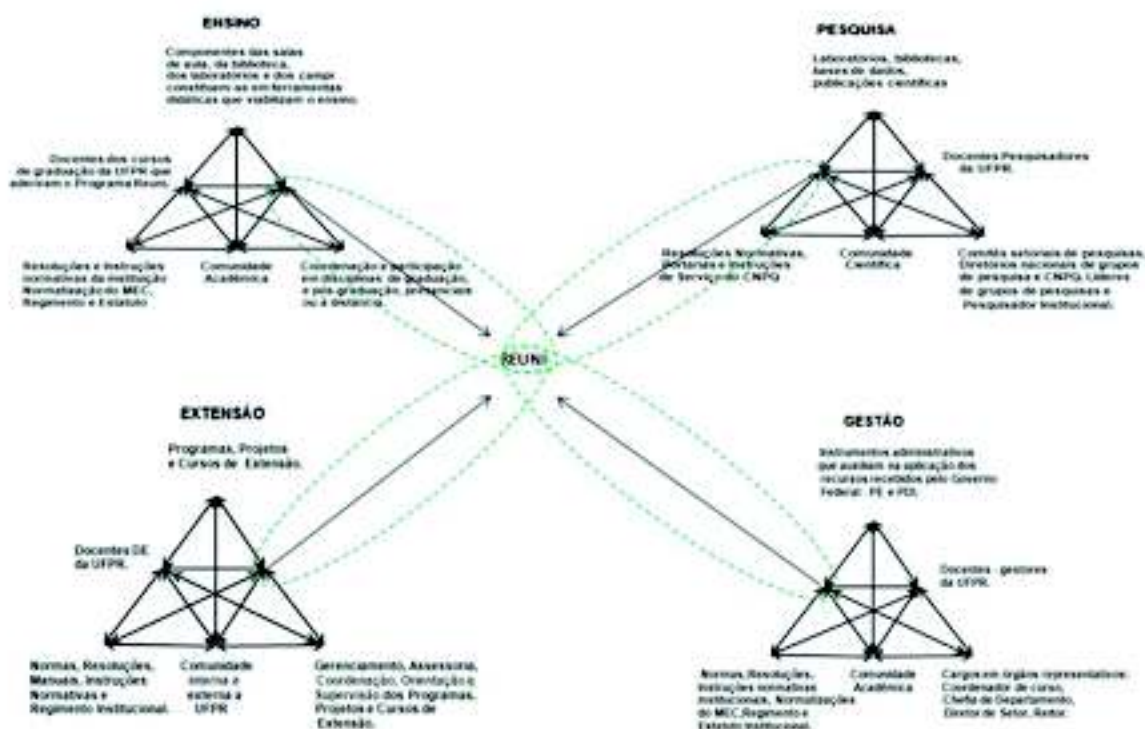 ENSINO
Componentes das salas
de aula, da biblioteca,
dos laboratórios e dos campi
constituem-se em ferramentas
didáticas que viabilizam o ensino.
Docentes dos cursos
de graduação da UFPR que
aderiram o Programa Reuni.
Resoluções e Instruções
normativas da instituição
Normatização do MEC,
Regimento e Estatuto
Comunidade
Acadêmica
Coordenação e participação
em disciplinas de graduação,
e pós-graduação, presenciais
ou à distância.
PESQUISA
Laboratórios, bibliotecas,
bases de dados,
publicações científicas
Docentes Pesquisadores
da UFPR.
Resoluções Normativas,
Portarias e Instruções
de Serviço do CNPQ
Comunidade
Científica
Comitês setoriais de pesquisas,
Diretórios nacionais de grupos
de pesquisa e CNPQ, Líderes
de grupos de pesquisas e
Pesquisador Institucional.
REUNI
EXTENSÃO
Programas, Projetos
e Cursos de Extensão.
Docentes DE
da UFPR.
Normas, Resoluções,
Manuais, Instruções
Normativas e
Regimento Institucional.
Comunidade
interna e
externa a
UFPR
Gerenciamento, Assessoria,
Coordenação, Orientação e
Supervisão dos Programas,
Projetos e Cursos de
Extensão.
GESTÃO
Instrumentos administrativos
que auxiliam na aplicação dos
recursos recebidos pelo Governo
Federal : PE e PDI.
Docentes - gestores
da UFPR.
Normas, Resoluções,
Instruções normativas
Institucionais, Normatizações
do MEC, Regimento e
Estatuto Institucional.
Comunidade
Acadêmica
Cargos em órgãos representativos:
Coordenador de curso,
Chefia de Departamento,
Diretor de Setor, Reitor.